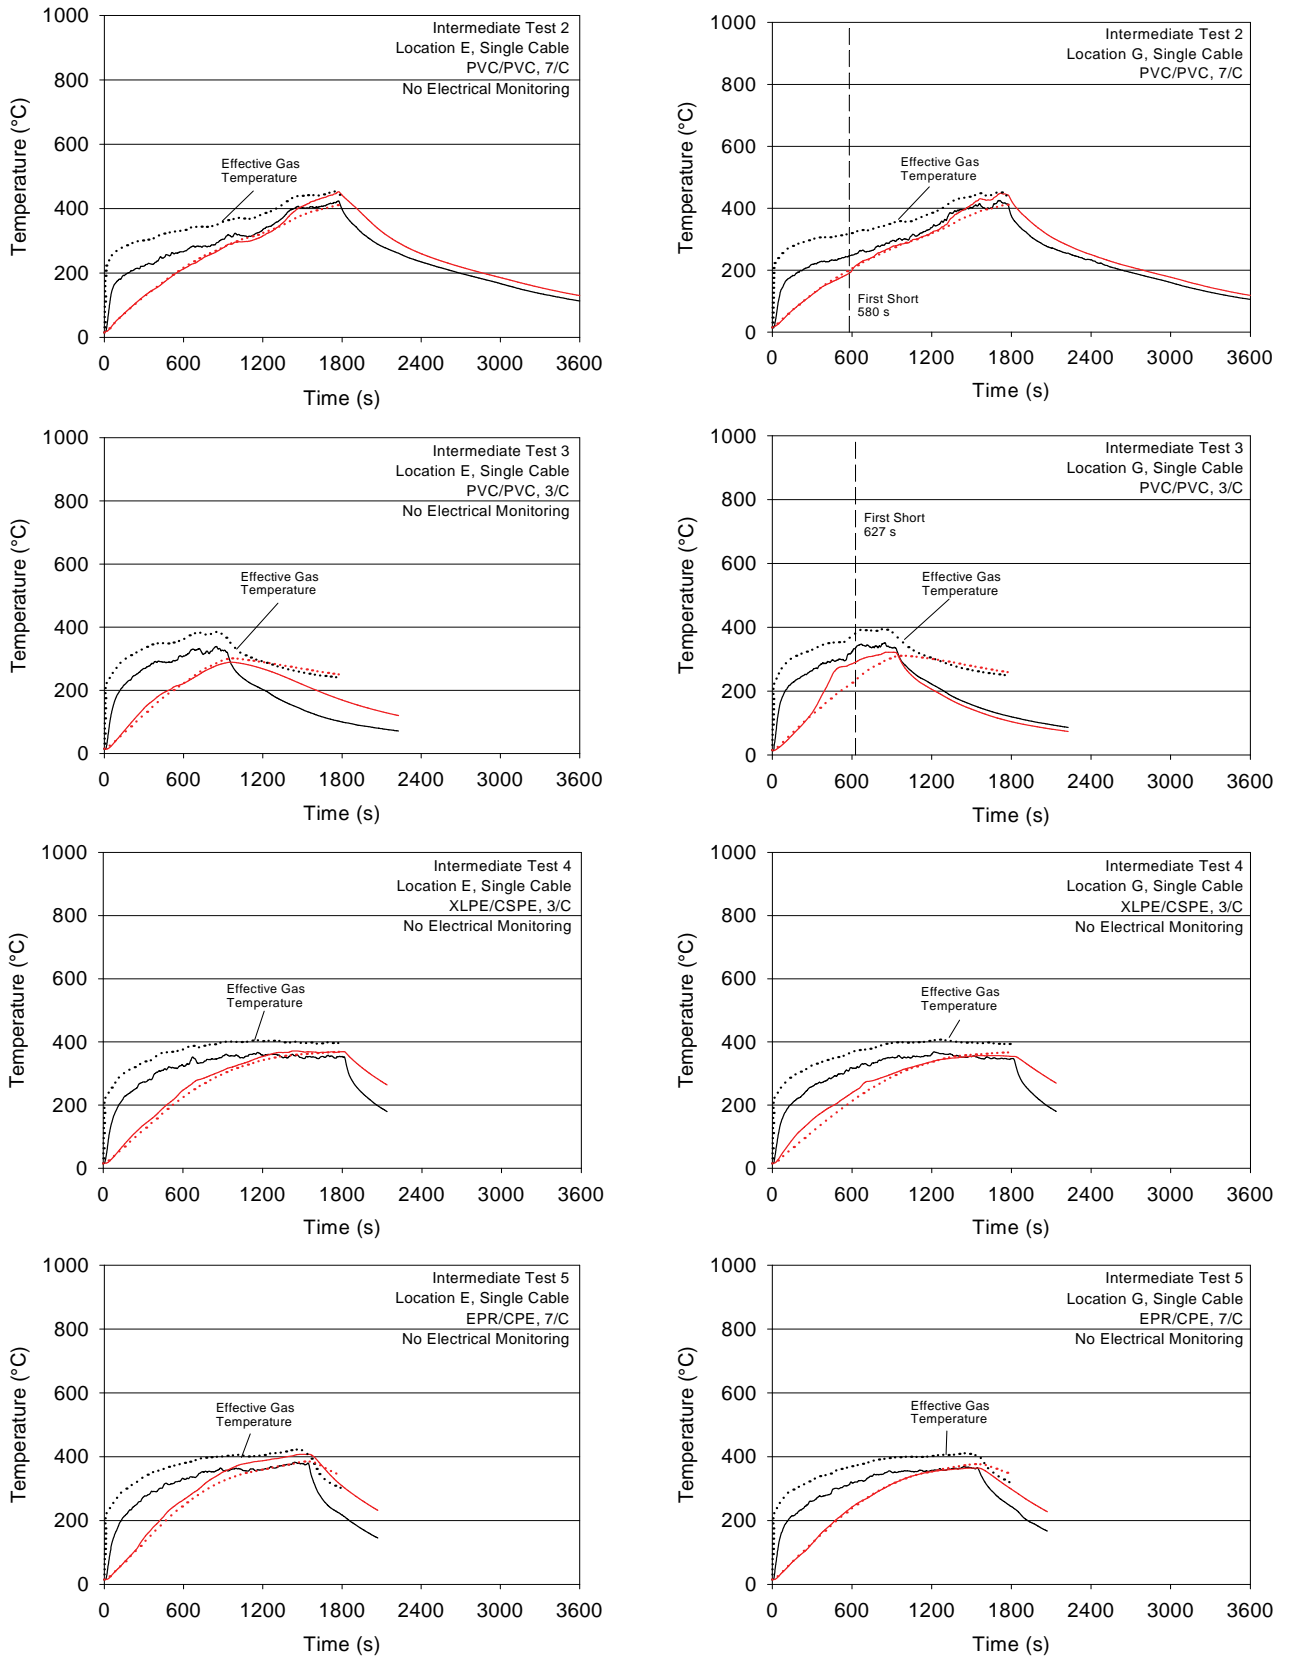 Intermediate Test 2
Location E, Single Cable
PVC/PVC, 7/C
No Electrical Monitoring
Effective Gas
Temperature
Temperature (°C)
1000
800
600
400
200
0
0 600 1200 1800 2400 3000 3600
Time (s)
Intermediate Test 2
Location G, Single Cable
PVC/PVC, 7/C
Effective Gas
Temperature
First Short
580 s
Temperature (°C)
1000
800
600
400
200
0
0 600 1200 1800 2400 3000 3600
Time (s)
Intermediate Test 3
Location E, Single Cable
PVC/PVC, 3/C
No Electrical Monitoring
Effective Gas
Temperature
Temperature (°C)
1000
800
600
400
200
0
0 600 1200 1800 2400 3000 3600
Time (s)
Intermediate Test 3
Location G, Single Cable
PVC/PVC, 3/C
First Short
627 s
Effective Gas
Temperature
Temperature (°C)
1000
800
600
400
200
0
0 600 1200 1800 2400 3000 3600
Time (s)
Intermediate Test 4
Location E, Single Cable
XLPE/CSPE, 3/C
No Electrical Monitoring
Effective Gas
Temperature
Temperature (°C)
1000
800
600
400
200
0
0 600 1200 1800 2400 3000 3600
Time (s)
Intermediate Test 4
Location G, Single Cable
XLPE/CSPE, 3/C
No Electrical Monitoring
Effective Gas
Temperature
Temperature (°C)
1000
800
600
400
200
0
0 600 1200 1800 2400 3000 3600
Time (s)
Intermediate Test 5
Location E, Single Cable
EPR/CPE, 7/C
No Electrical Monitoring
Effective Gas
Temperature
Temperature (°C)
1000
800
600
400
200
0
0 600 1200 1800 2400 3000 3600
Time (s)
Intermediate Test 5
Location G, Single Cable
EPR/CPE, 7/C
No Electrical Monitoring
Effective Gas
Temperature
Temperature (°C)
1000
800
600
400
200
0
0 600 1200 1800 2400 3000 3600
Time (s)